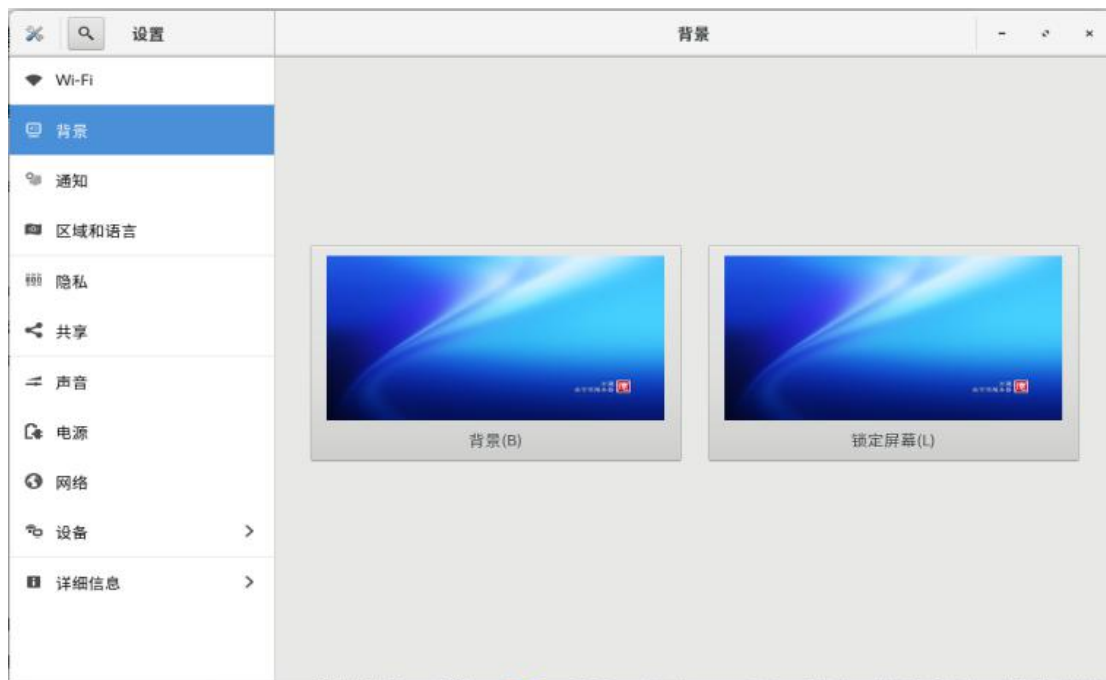 设置
背景
Wi-Fi
背景
通知
区域和语言
隐私
共享
声音
电源
网络
设备
详细信息
背景(B)
锁定屏幕(L)